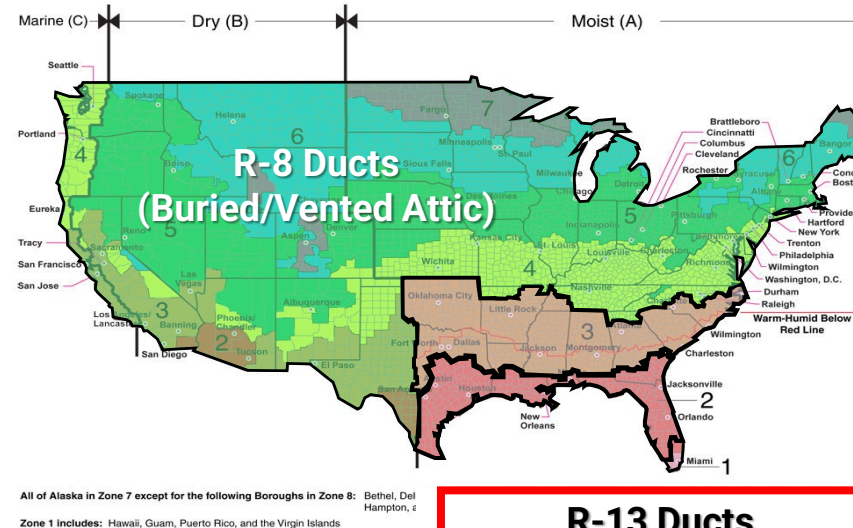 Marine (C)
Dry (B)
Moist (A)
Seattle
Spokane
Portland
4
Helena
6
Fargo
7
Minneapolis
St. Paul
Boise
Sioux Falls
Milwaukee
Chicago
Detroit
Brattleboro
Cincinnatti
Columbus
Cleveland
Rochester
Syracuse
6
Bangor
Albany
R-8 Ducts
(Buried/Vented Attic)
Des Moines
Eureka
Reno
5
Tracy
Sacramento
San Francisco
San Jose
Aspen
Denver
Kansas City
St. Louis
Indianapolis
5
Pittsburgh
Louisville
Charleston
Richmond
Hartford
New York
Trenton
Philadelphia
Wilmington
Washington, D.C.
Durham
Raleigh
Warm-Humid Below
Red Line
Wichita
4
Nashville
Las
Vegas
Los Angeles/
Lancaster
3
Banning
San Diego
Phoenix/
Chandler
2
Tucson
Albuquerque
El Paso
Oklahoma City
Little Rock
3
Atlanta
Fort Worth
Dallas
Jackson
Montgomery
Wilmington
Charleston
Austin
Houston
New
Orleans
Jacksonville
2
Orlando
Miami
1
All of Alaska in Zone 7 except for the following Boroughs in Zone 8: Bethel,
Hampton,
Zone 1 includes: Hawaii, Guam, Puerto Rico, and the Virgin Islands
R-13 Ducts